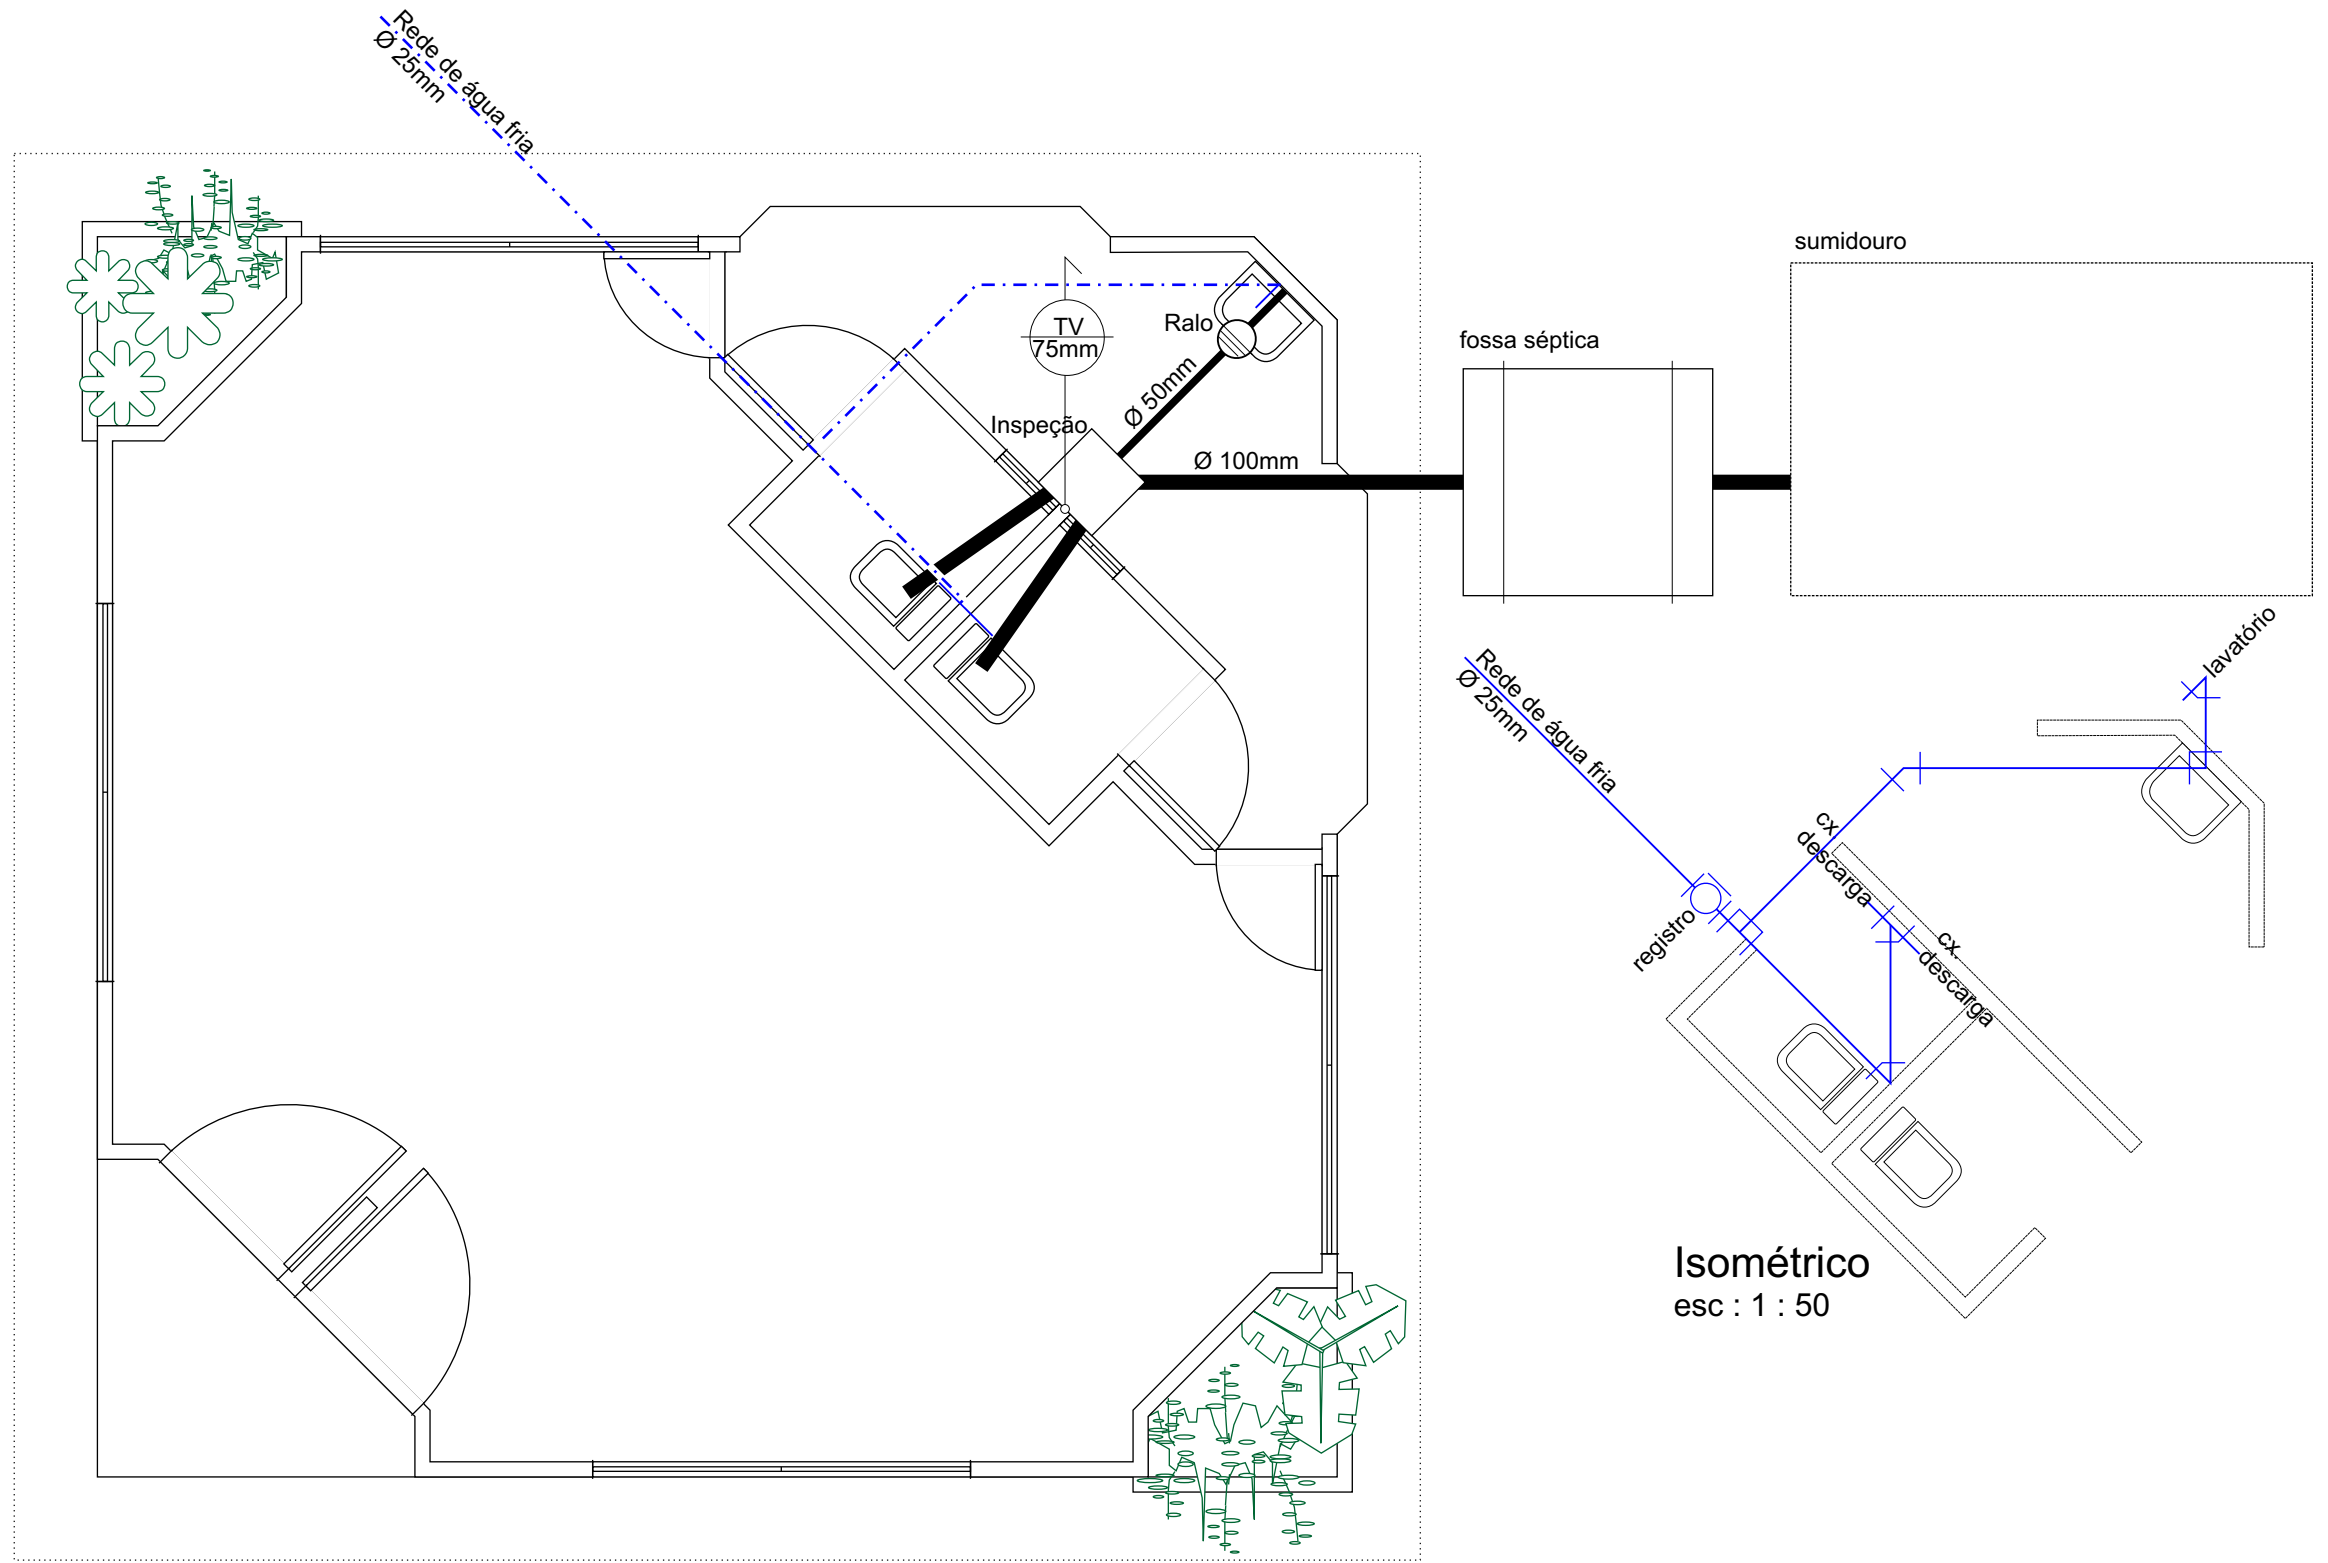 Rede de água fria
Ø 25mm
sumidouro
TV
75mm
Ralo
fossa séptica
Ø 50mm
Inspeção
Ø 100mm
lavatório
Rede de água fria
Ø 25mm
cx.
descarga
registro
cx.
descarga
Isométrico
esc : 1 : 50